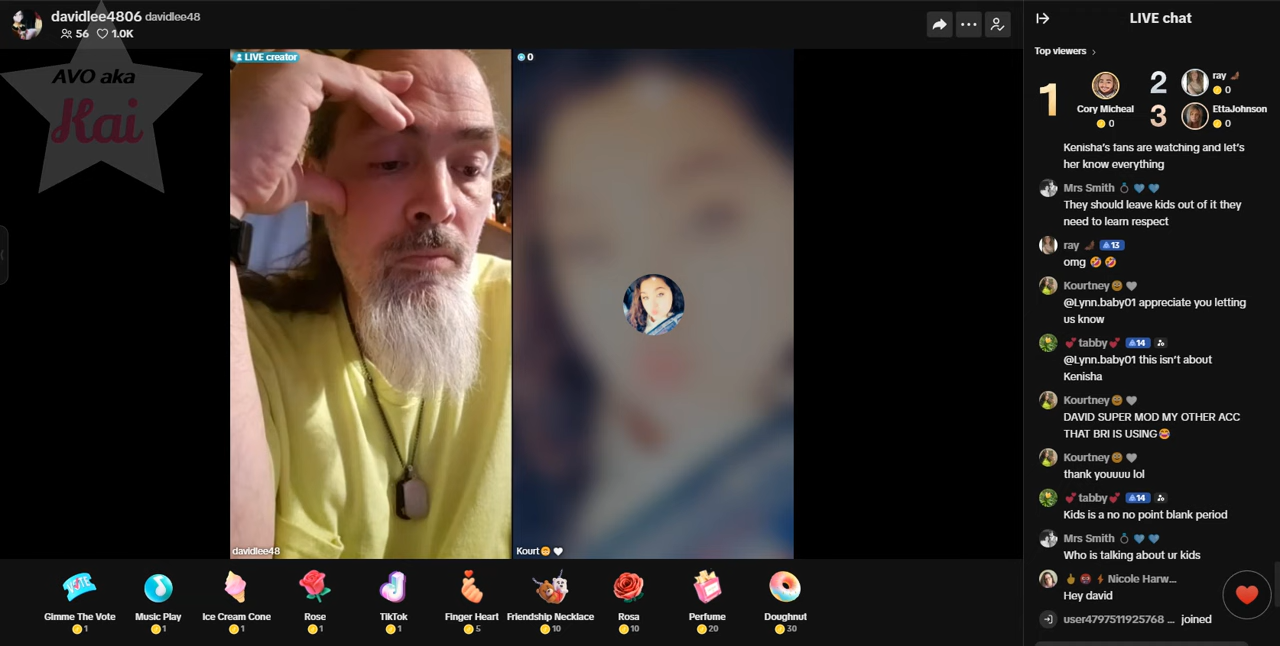 davidlee4806 davidlee48
56 1.0K
AVO aka
Kai
LIVE creator
0
davidlee48
Kourt
Gimme The Vote
1
Music Play
1
Ice Cream Cone
1
Rose
1
TikTok
1
Finger Heart
5
Friendship Necklace
10
Rosa
10
Perfume
20
Doughnut
30
LIVE chat
Top viewers
1
Cory Micheal
0
2
ray
0
3
EttaJohnson
0
Kenisha's fans are watching and let's
her know everything
Mrs Smith
They should leave kids out of it they
need to learn respect
ray 13
omg
Kourtney
@Lynn.baby01 appreciate you letting
us know
tabby 14
@Lynn.baby01 this isn't about
Kenisha
Kourtney
DAVID SUPER MOD MY OTHER ACC
THAT BRI IS USING
Kourtney
thank youuuu lol
tabby 14
Kids is a no no point blank period
Mrs Smith
Who is talking about ur kids
Nicole Harw...
Hey david
user4797511925768 ... joined